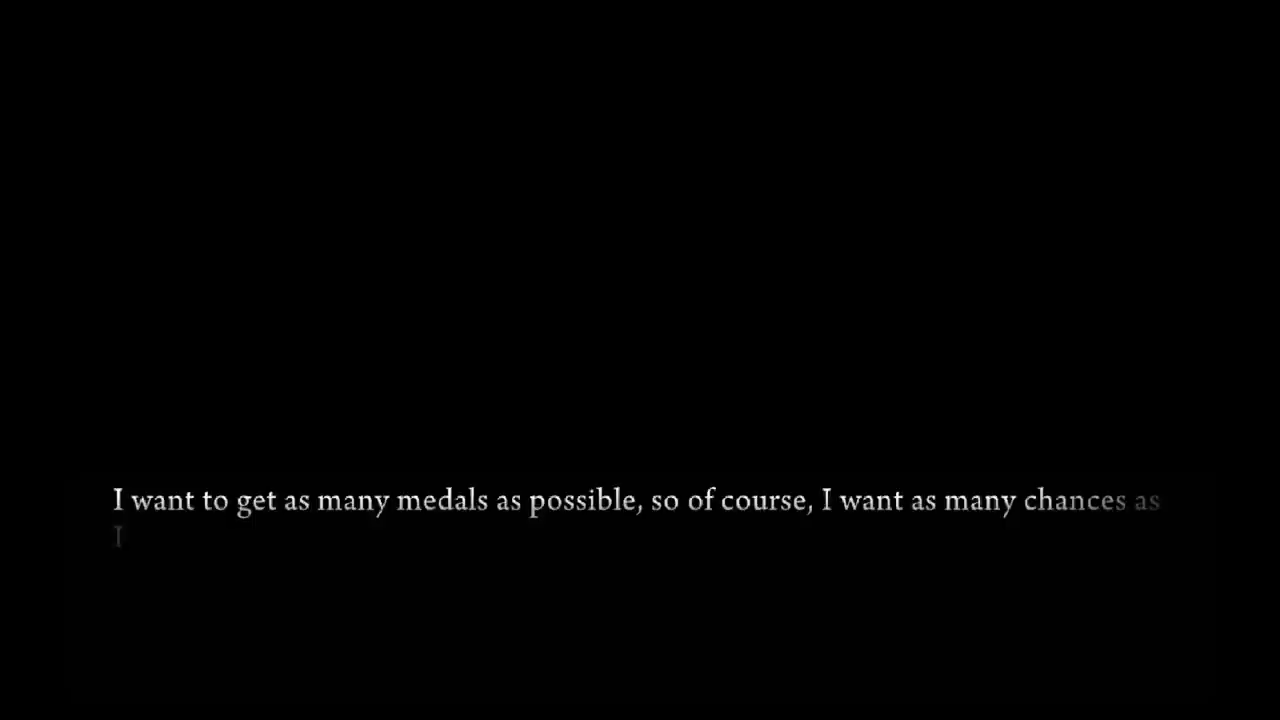 I want to get as many medals as possible, so of course, I want as many chances as
I